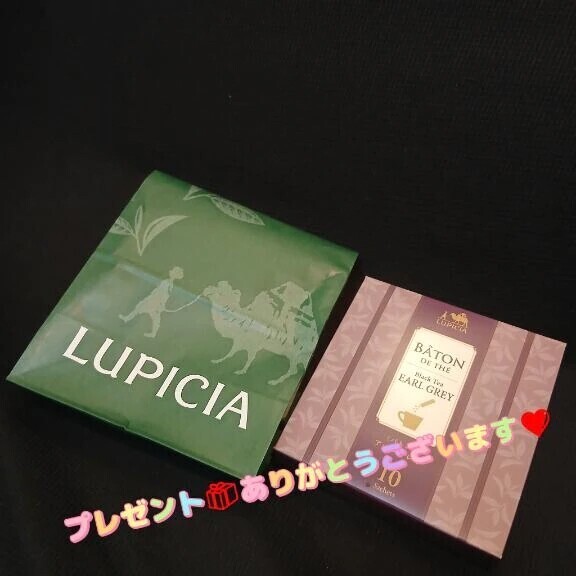 LUPICIA
LUPICIA
BÂTON
DE THÉ
Black Tea
EARL GREY
10
Sachets
プレゼント🎁ありがとうございます❤